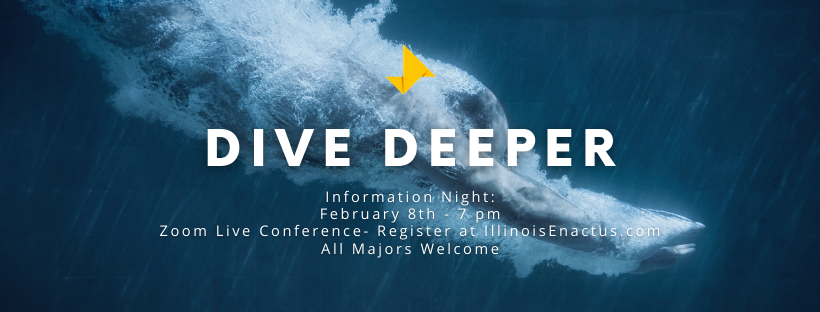 DIVE DEEPER
Information Night:
February 8th - 7 pm
Zoom Live Conference- Register at IllinoisEnactus.com
All Majors Welcome